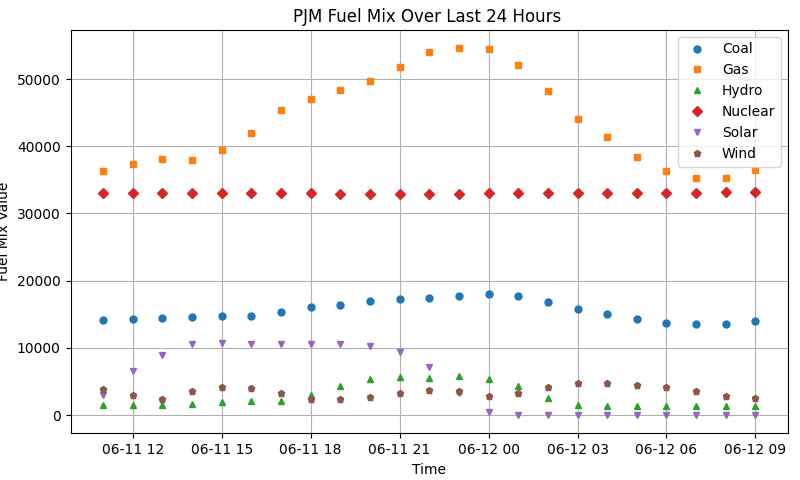 PJM Fuel Mix Over Last 24 Hours
Fuel Mix Value
50000
40000
30000
20000
10000
0
Coal
Gas
Hydro
Nuclear
Solar
Wind
06-11 12 06-11 15 06-11 18 06-11 21 06-12 00 06-12 03 06-12 06 06-12 09
Time